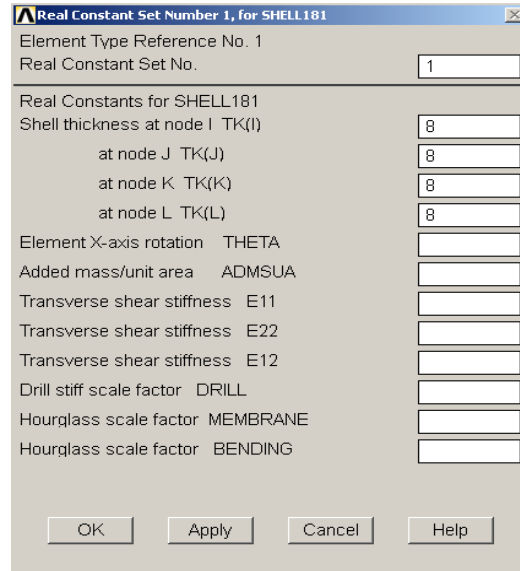 Real Constant Set Number 1, for SHELL181
Element Type Reference No. 1
Real Constant Set No. 1
Real Constants for SHELL181
Shell thickness at node I TK(I) 8
at node J TK(J) 8
at node K TK(K) 8
at node L TK(L) 8
Element X-axis rotation THETA
Added mass/unit area ADMSUA
Transverse shear stiffness E11
Transverse shear stiffness E22
Transverse shear stiffness E12
Drill stiff scale factor DRILL
Hourglass scale factor MEMBRANE
Hourglass scale factor BENDING
OK Apply Cancel Help